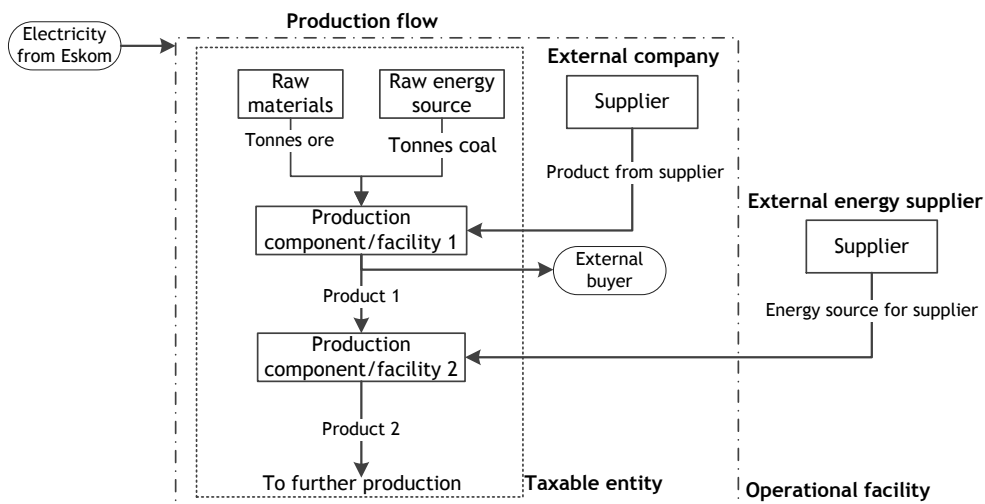 Production flow
Electricity
from Eskom
External company
Raw
materials
Raw energy
source
Supplier
Tonnes ore
Tonnes coal
Product from supplier
External energy supplier
Production
component/facility 1
Supplier
External
buyer
Product 1
Energy source for supplier
Production
component/facility 2
Product 2
To further production
Taxable entity
Operational facility